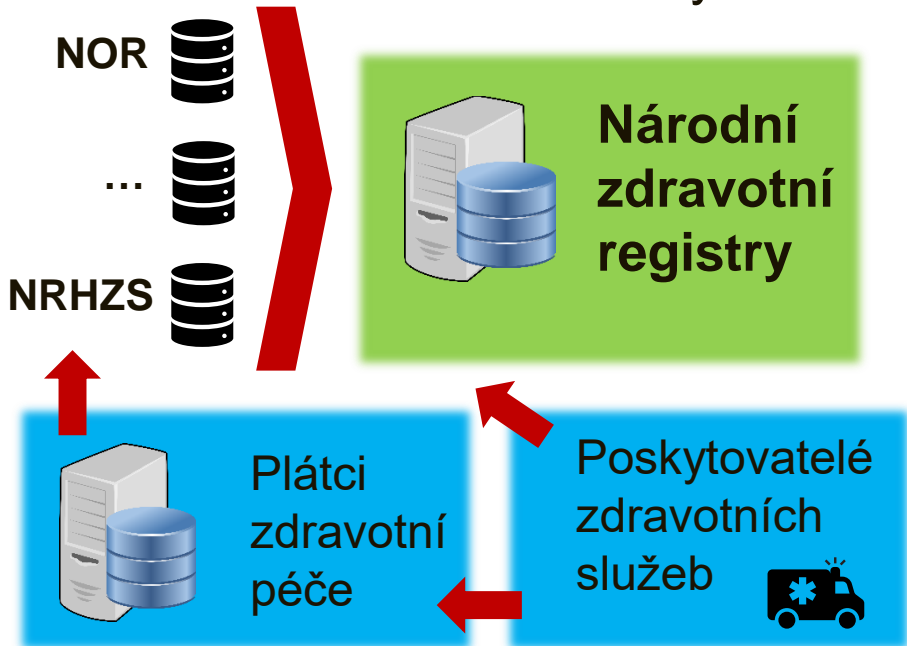 NOR
...
NRHZS
Národní
zdravotní
registry
Plátci
zdravotní
péče
Poskytovatelé
zdravotních
služeb